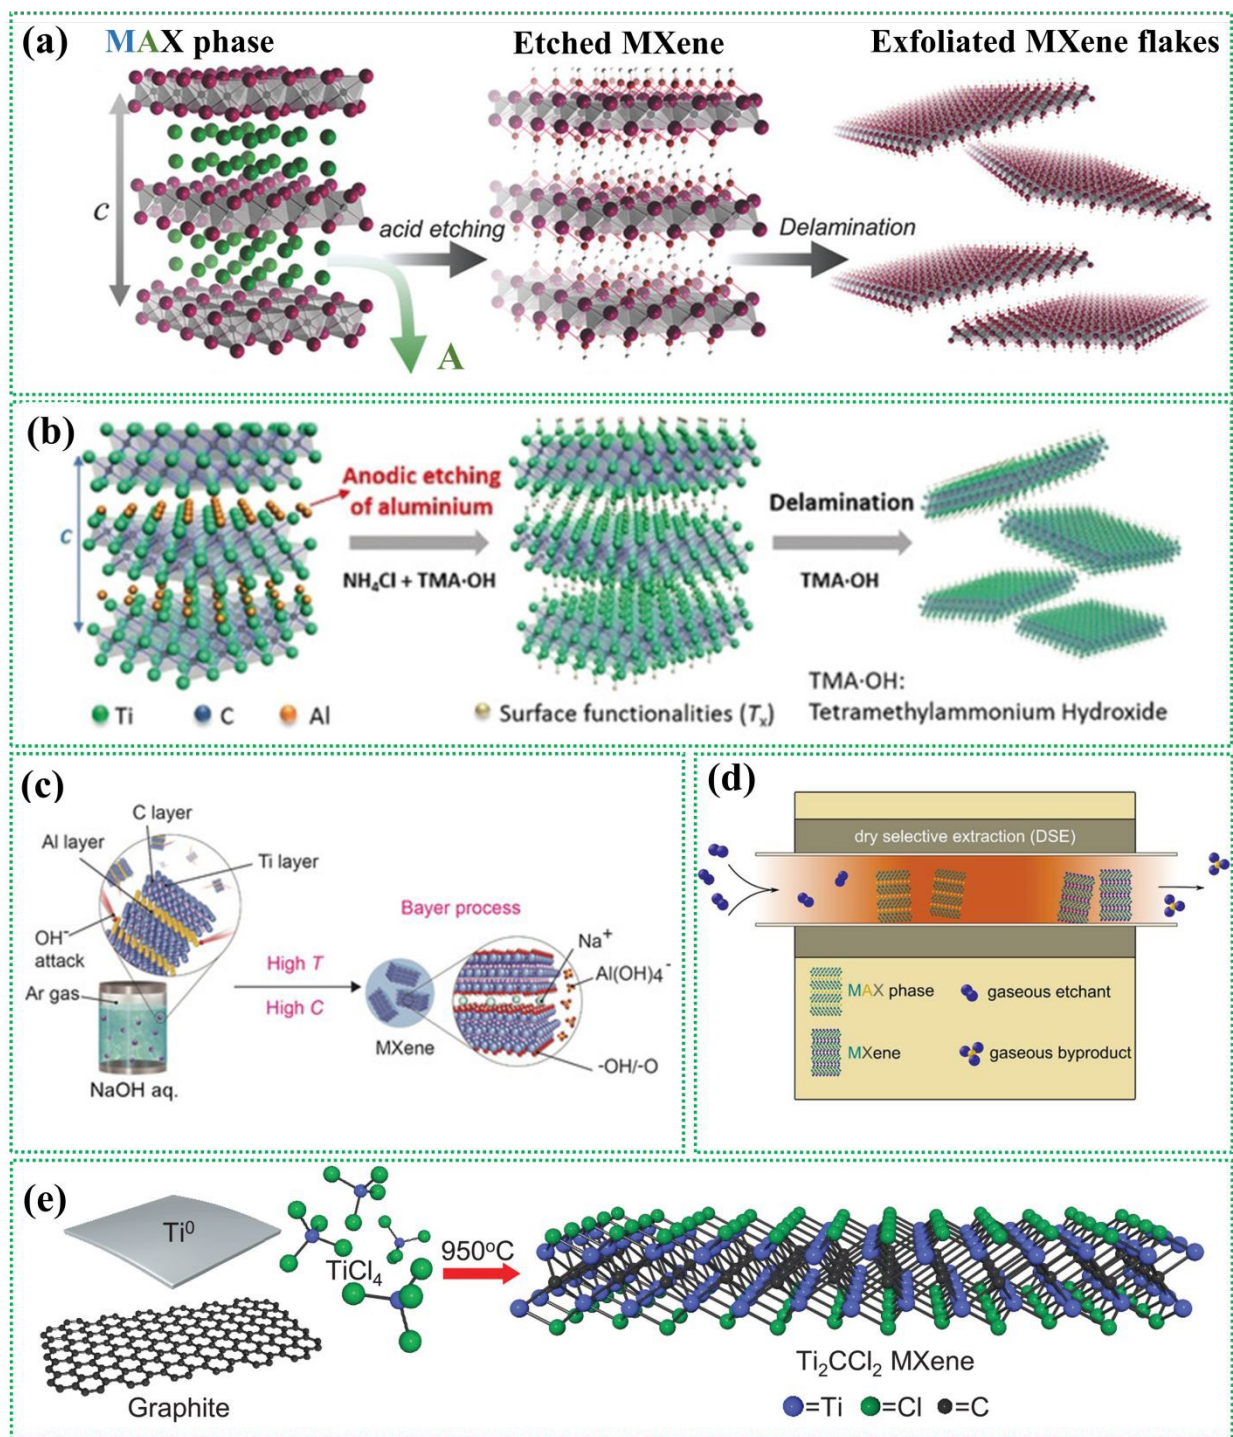 (a)
MAX phase
Etched MXene
Exfoliated MXene flakes
c
acid etching
Delamination
A
(b)
c
Anodic etching
of aluminium
NH₄Cl + TMA·OH
Delamination
TMA·OH
Ti
C
Al
Surface functionalities (Tₓ)
TMA·OH:
Tetramethylammonium Hydroxide
(c)
C layer
Al layer
Ti layer
OH⁻
attack
Ar gas
NaOH aq.
Bayer process
High T
High C
MXene
Na⁺
Al(OH)₄⁻
-OH/-O
(d)
dry selective extraction (DSE)
MAX phase
gaseous etchant
MXene
gaseous byproduct
(e)
Ti⁰
TiCl₄
950°C
Graphite
Ti₂CCl₂ MXene
=Ti =Cl =C